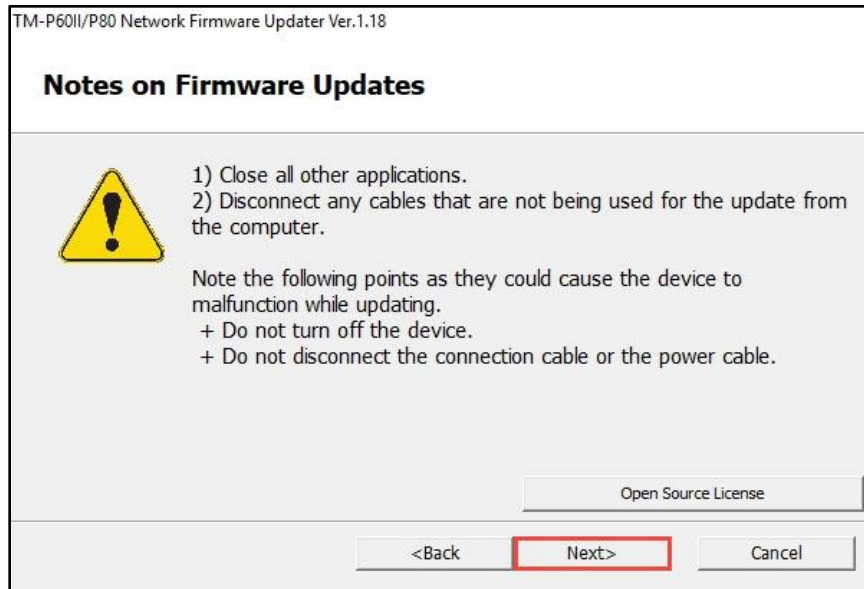 TM-P60II/P80 Network Firmware Updater Ver.1.18
Notes on Firmware Updates
1) Close all other applications.
2) Disconnect any cables that are not being used for the update from
the computer.
Note the following points as they could cause the device to
malfunction while updating.
+ Do not turn off the device.
+ Do not disconnect the connection cable or the power cable.
Open Source License
<Back Next> Cancel